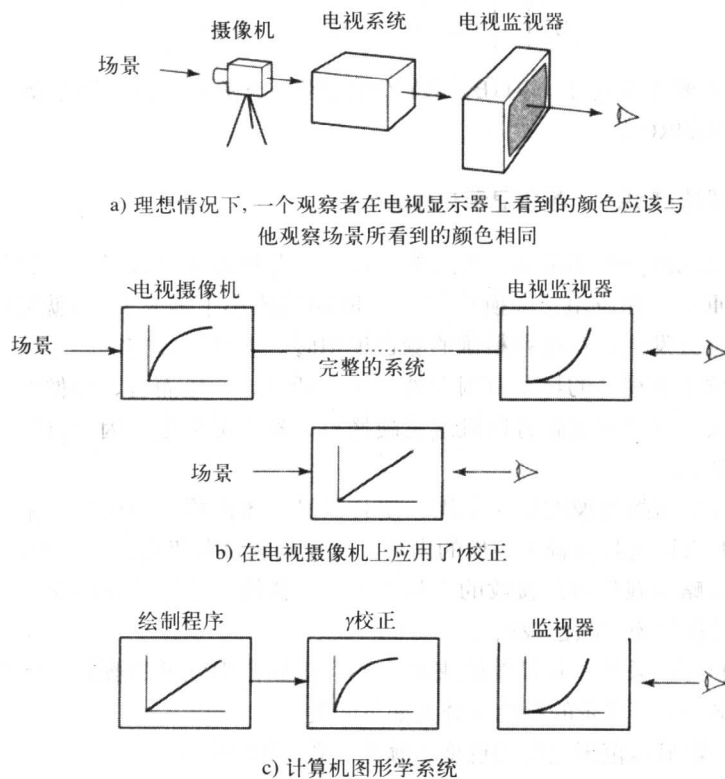 摄像机 电视系统 电视监视器
场景
a) 理想情况下, 一个观察者在电视显示器上看到的颜色应该与
他观察场景所看到的颜色相同
电视摄像机 电视监视器
场景
完整的系统
场景
b) 在电视摄像机上应用了γ校正
绘制程序 γ校正 监视器
c) 计算机图形学系统